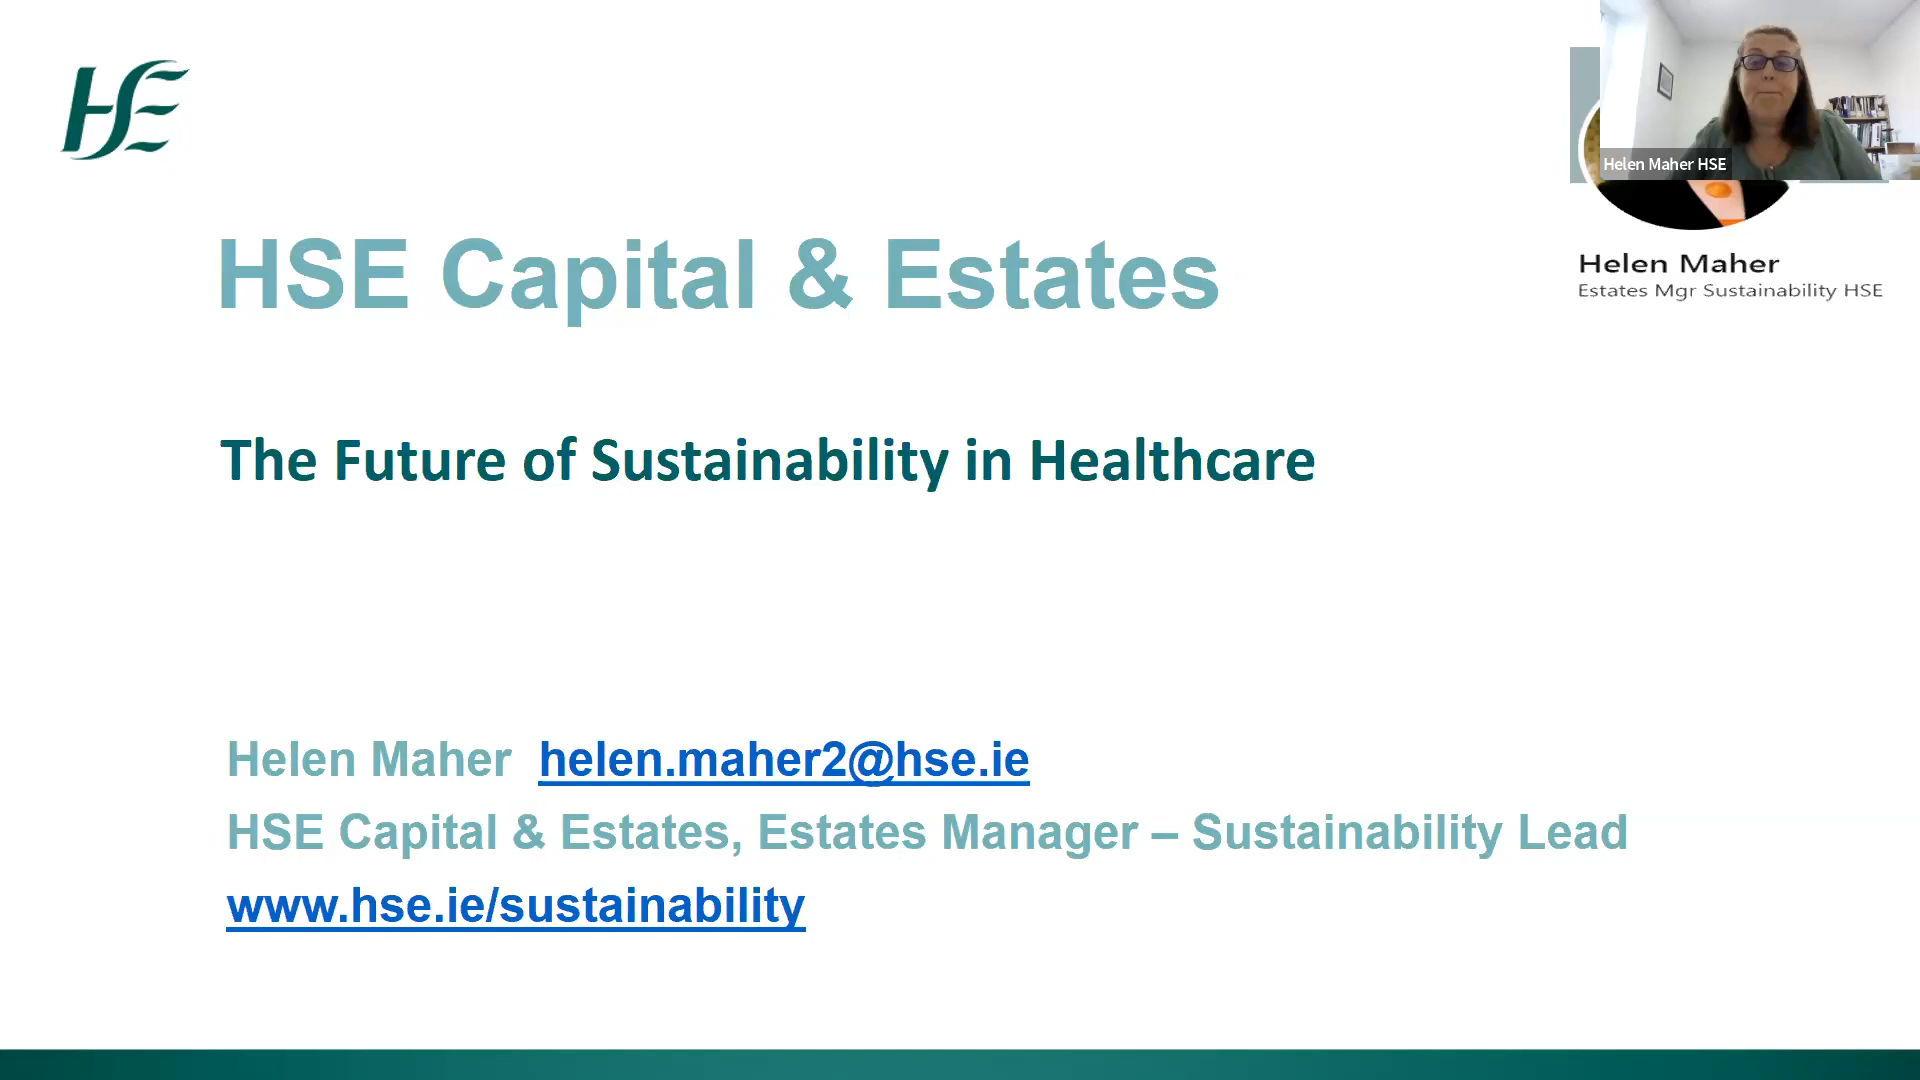 HSE
Helen Maher HSE
HSE Capital & Estates
Helen Maher
Estates Mgr Sustainability HSE
The Future of Sustainability in Healthcare
Helen Maher helen.maher2@hse.ie
HSE Capital & Estates, Estates Manager – Sustainability Lead
www.hse.ie/sustainability